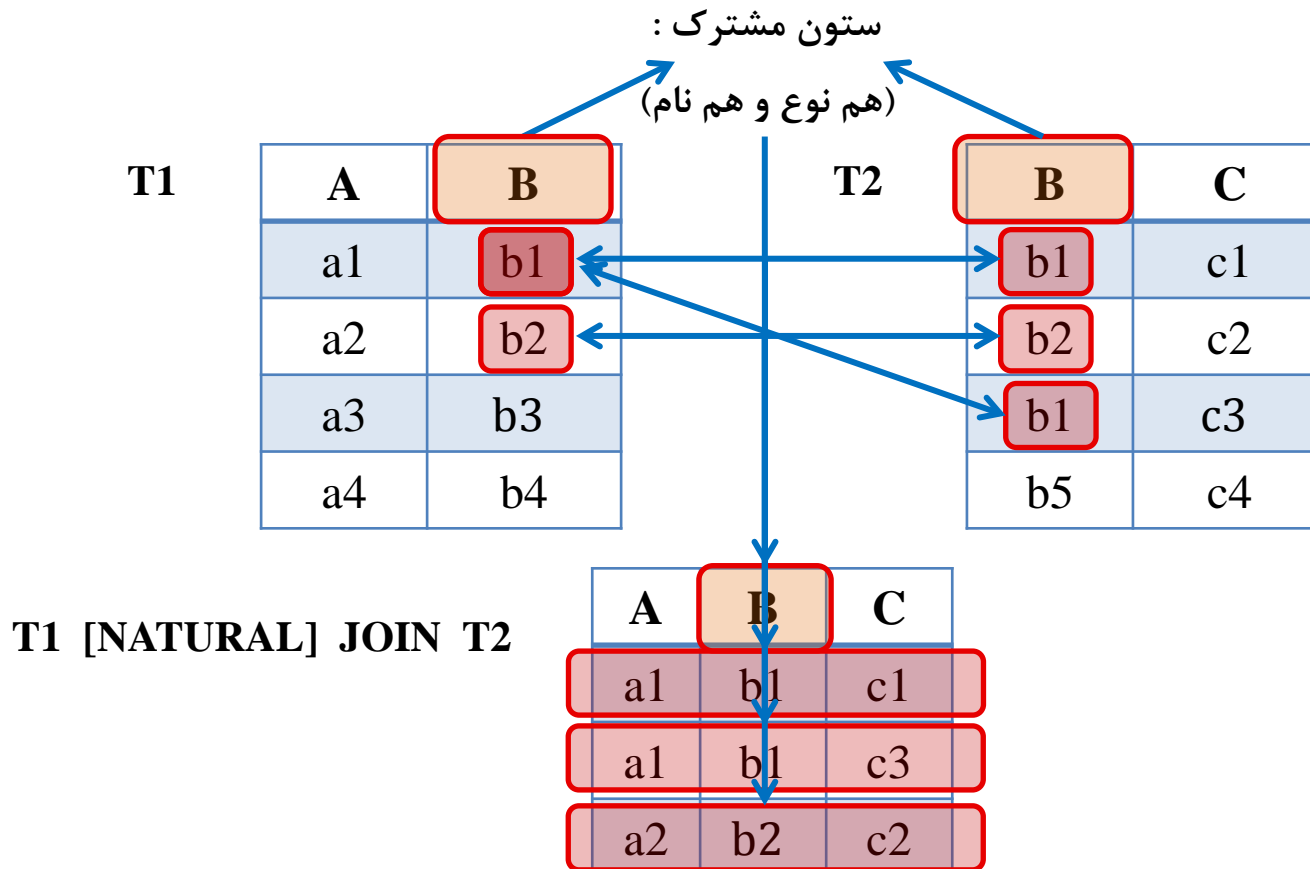 ستون مشترک :
(هم نوع و هم نام)
T1
A B
a1 b1
a2 b2
a3 b3
a4 b4
T2
B C
b1 c1
b2 c2
b1 c3
b5 c4
T1 [NATURAL] JOIN T2
A B C
a1 b1 c1
a1 b1 c3
a2 b2 c2